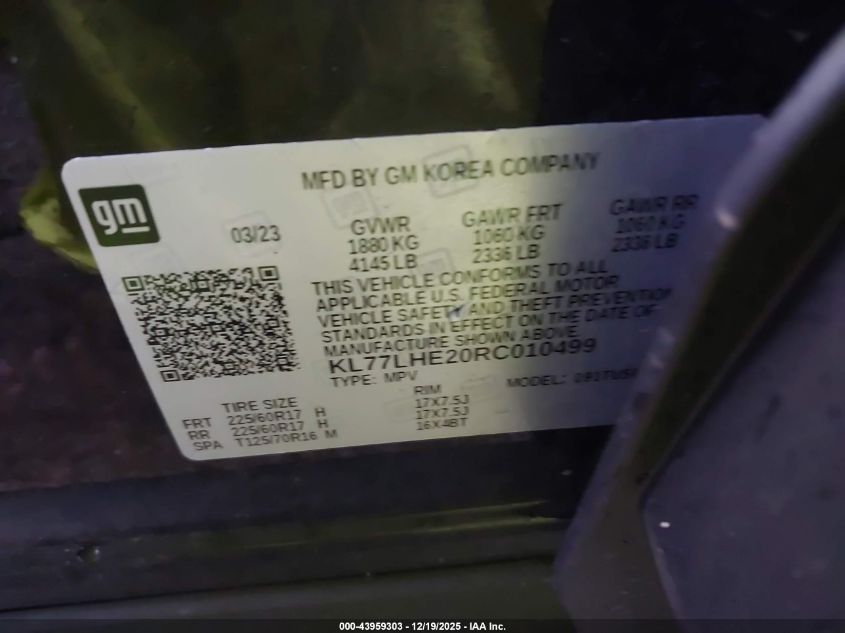 MFD BY GM KOREA COMPANY
gm
03/23
GVWR
1880 KG
4145 LB
GAWR FRT
1060 KG
2336 LB
GAWR RR
1060 KG
2336 LB
THIS VEHICLE CONFORMS TO ALL
APPLICABLE U.S. FEDERAL MOTOR
VEHICLE SAFETY AND THEFT PREVENTION
STANDARDS IN EFFECT ON THE DATE OF
MANUFACTURE SHOWN ABOVE.
KL77LHE20RC010499
TYPE: MPV
MODEL:
TIRE SIZE
RIM
FRT 225/60R17 H 17X7.5J
RR 225/60R17 H 17X7.5J
SPA T125/70R16 M 16X4BT
000-43959303 - 12/19/2025 - IAA Inc.